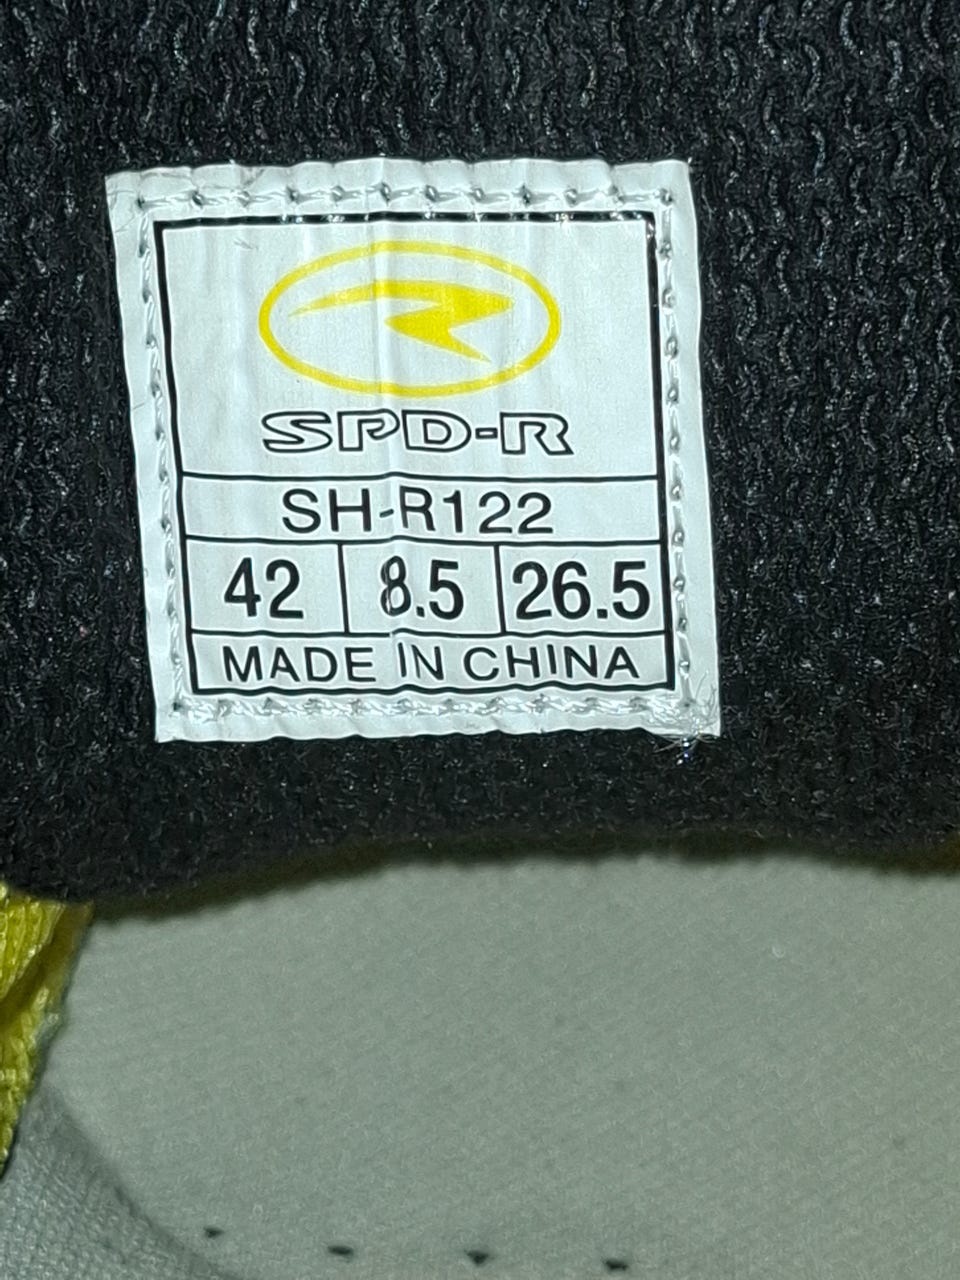 SPD-R
SH-R122
42 8.5 26.5
MADE IN CHINA